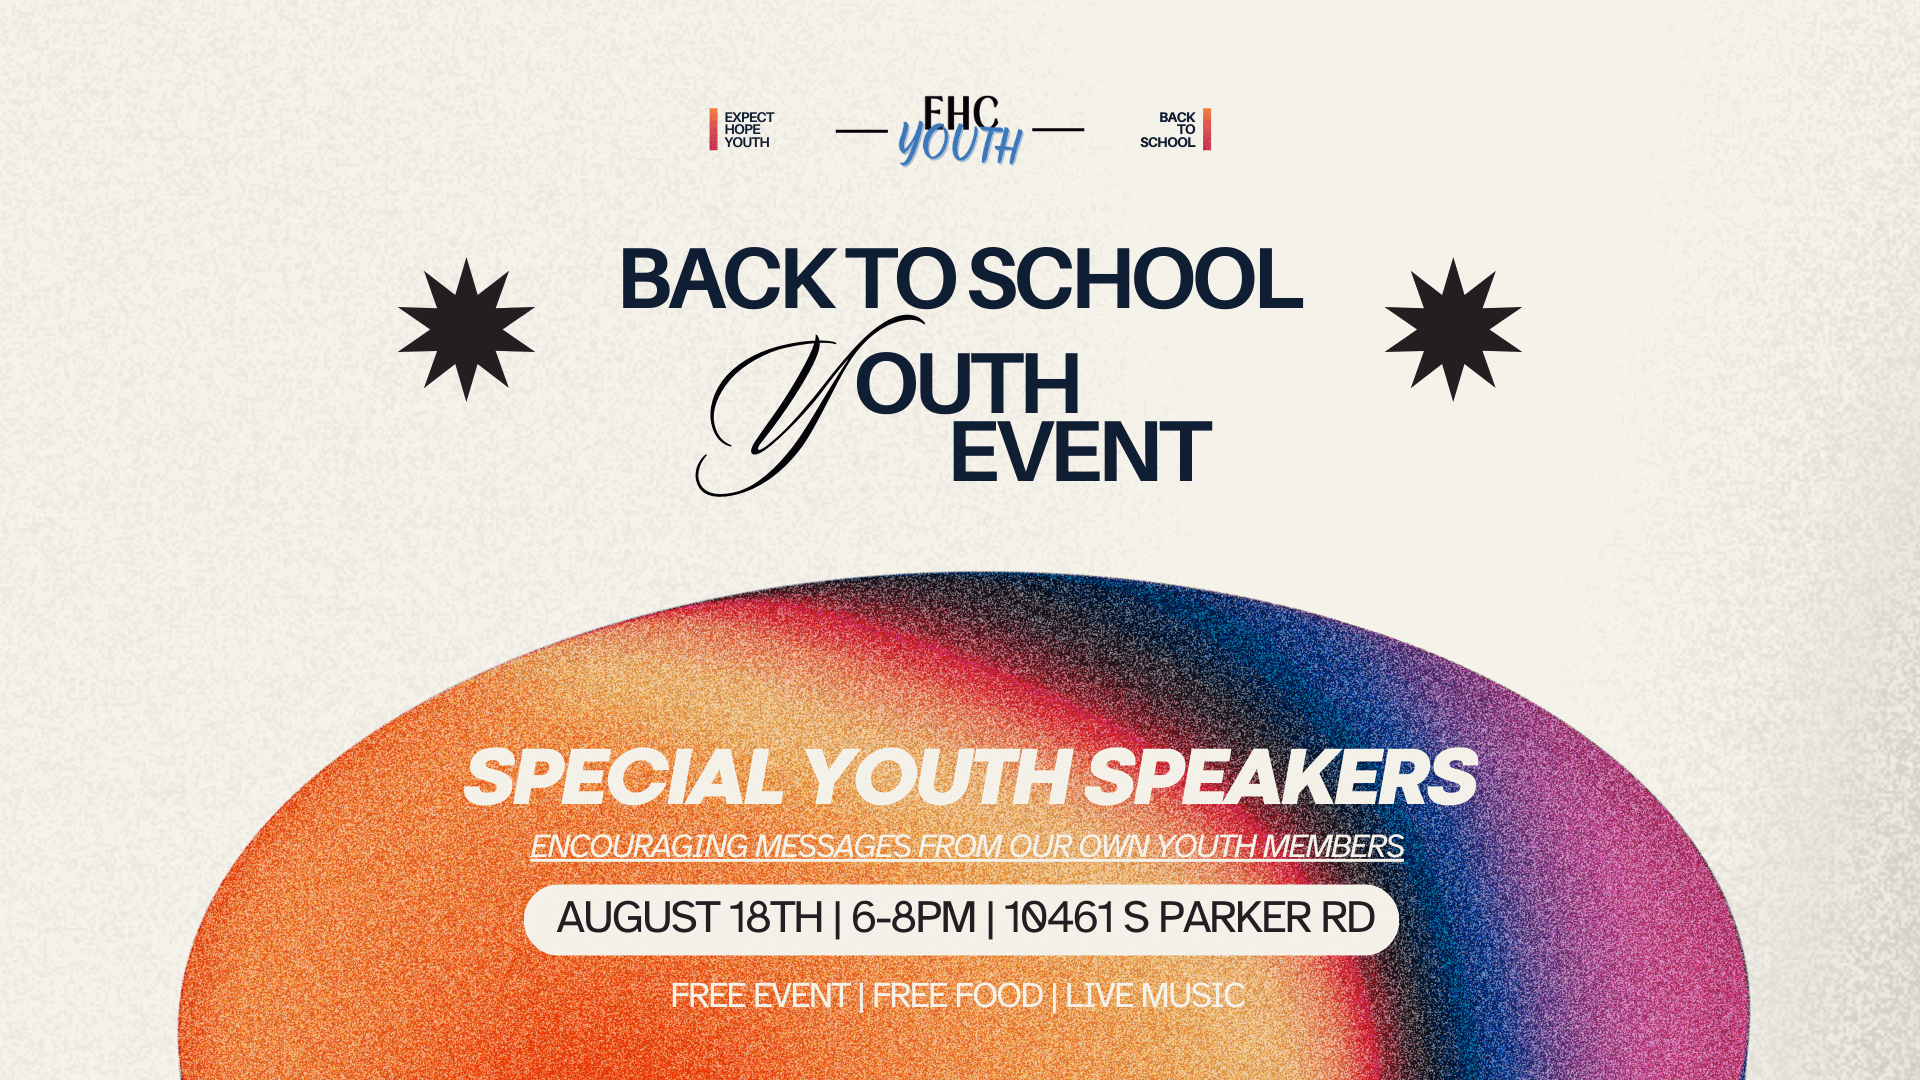 EXPECT
HOPE
YOUTH
EHC
YOUTH
BACK
TO
SCHOOL
BACK TO SCHOOL
YOUTH
EVENT
SPECIAL YOUTH SPEAKERS
ENCOURAGING MESSAGES FROM OUR OWN YOUTH MEMBERS
AUGUST 18TH | 6-8PM | 10461 S PARKER RD
FREE EVENT | FREE FOOD | LIVE MUSIC